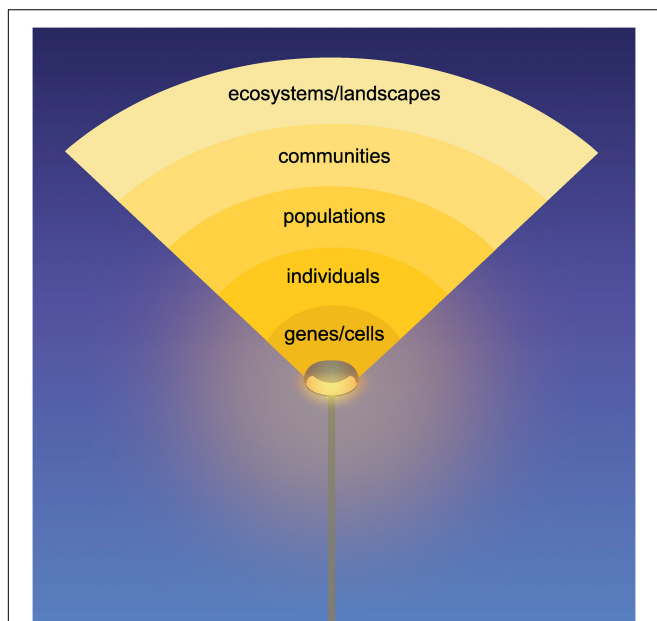 ecosystems/landscapes
communities
populations
individuals
genes/cells